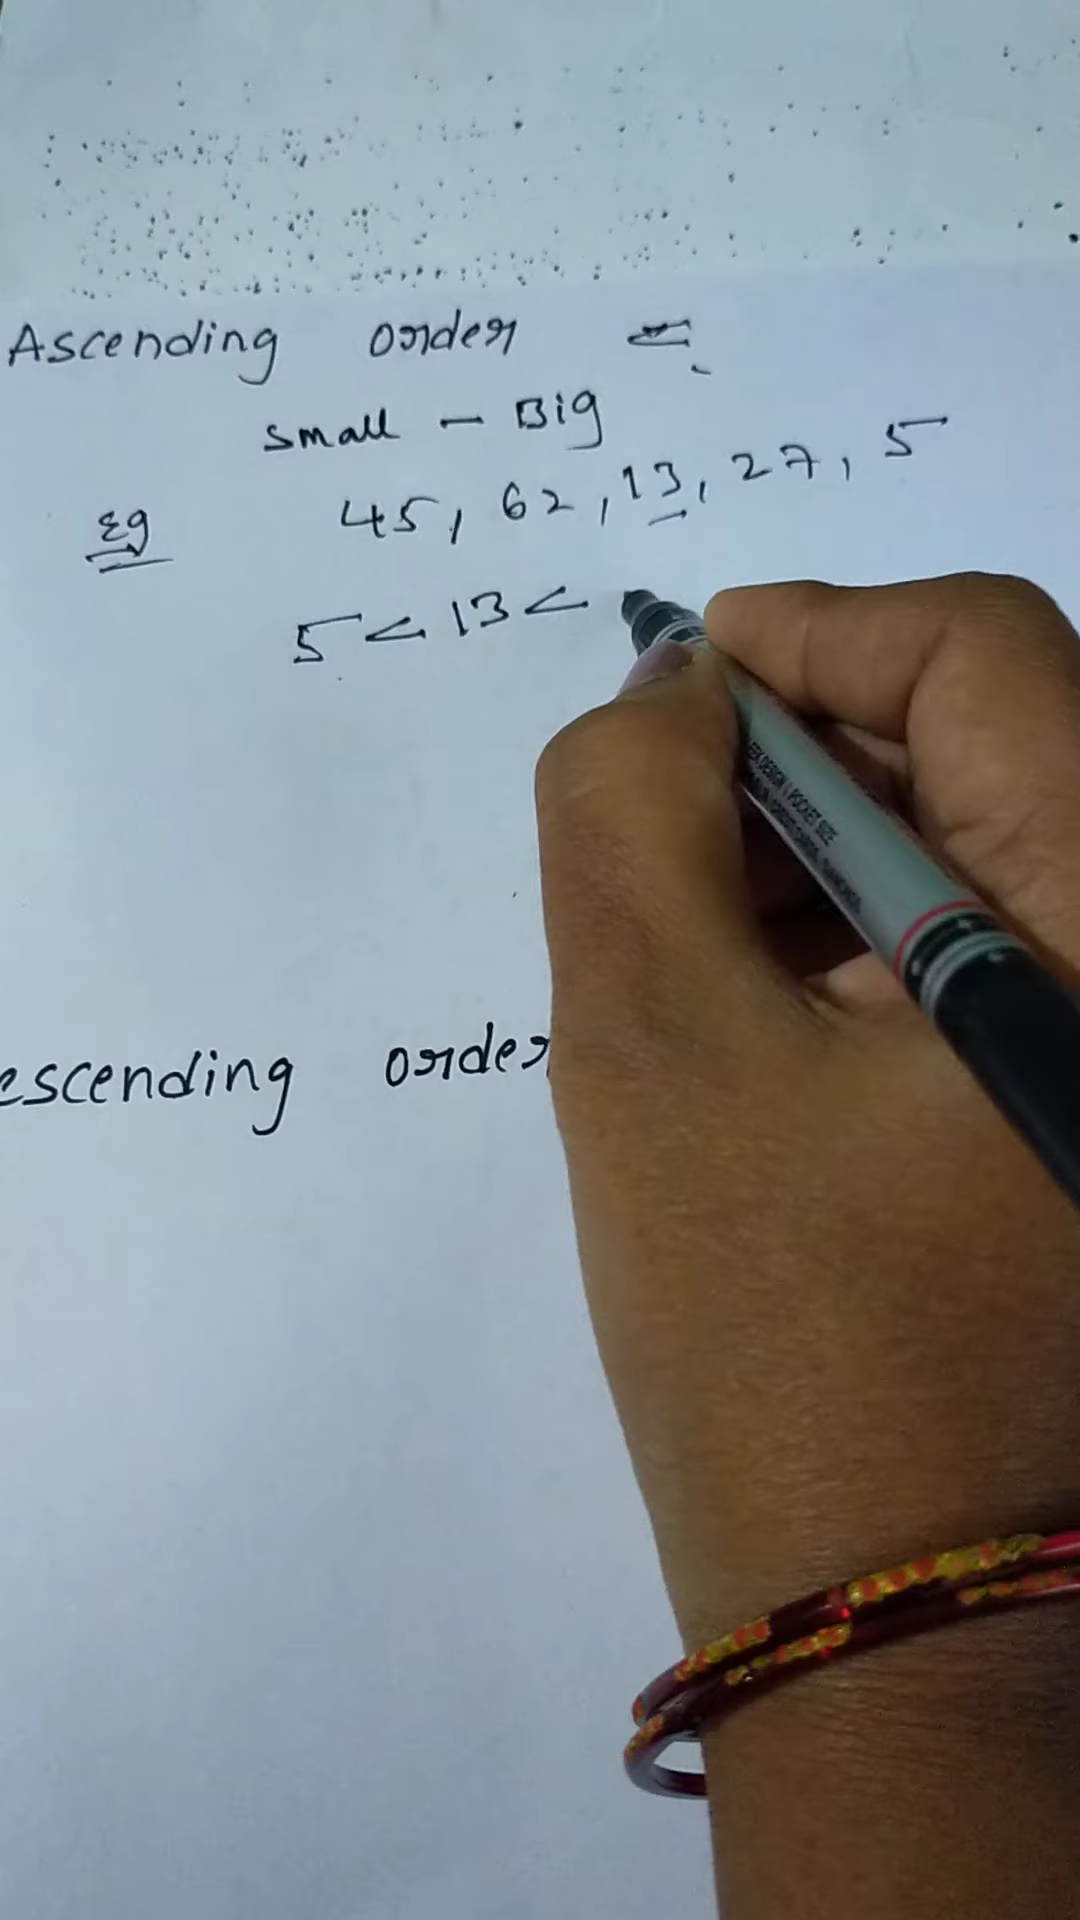 Ascending order <
Small - Big
Eg 45, 62, 13, 27, 5
5 < 13 <
escending order